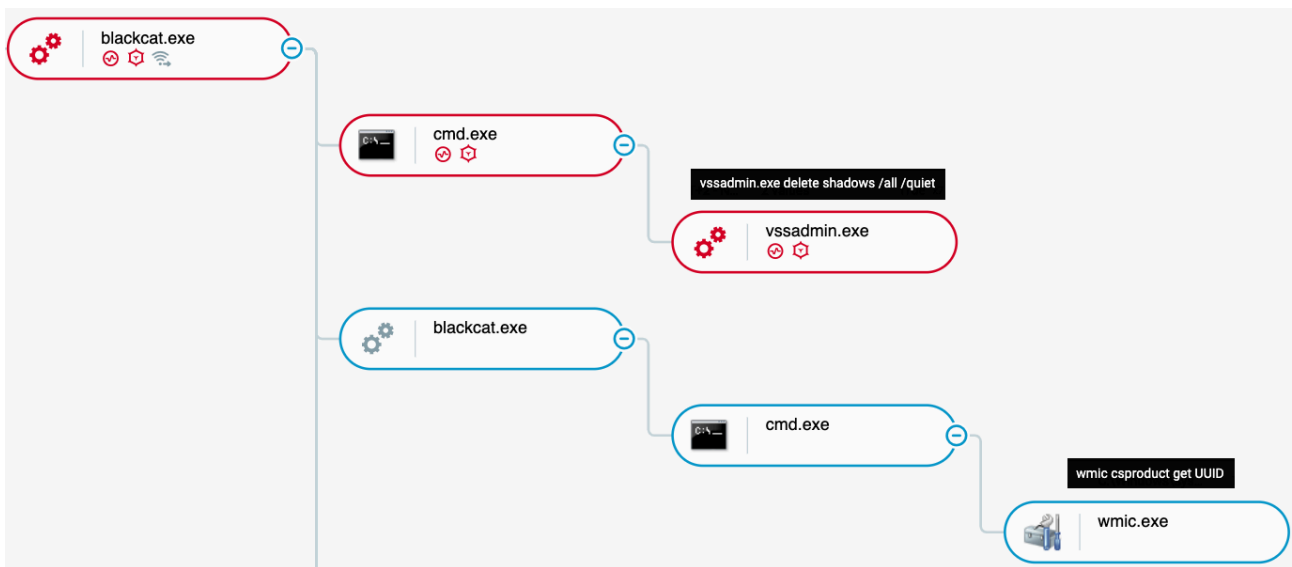 blackcat.exe
cmd.exe
vssadmin.exe delete shadows /all /quiet
vssadmin.exe
blackcat.exe
cmd.exe
wmic csproduct get UUID
wmic.exe